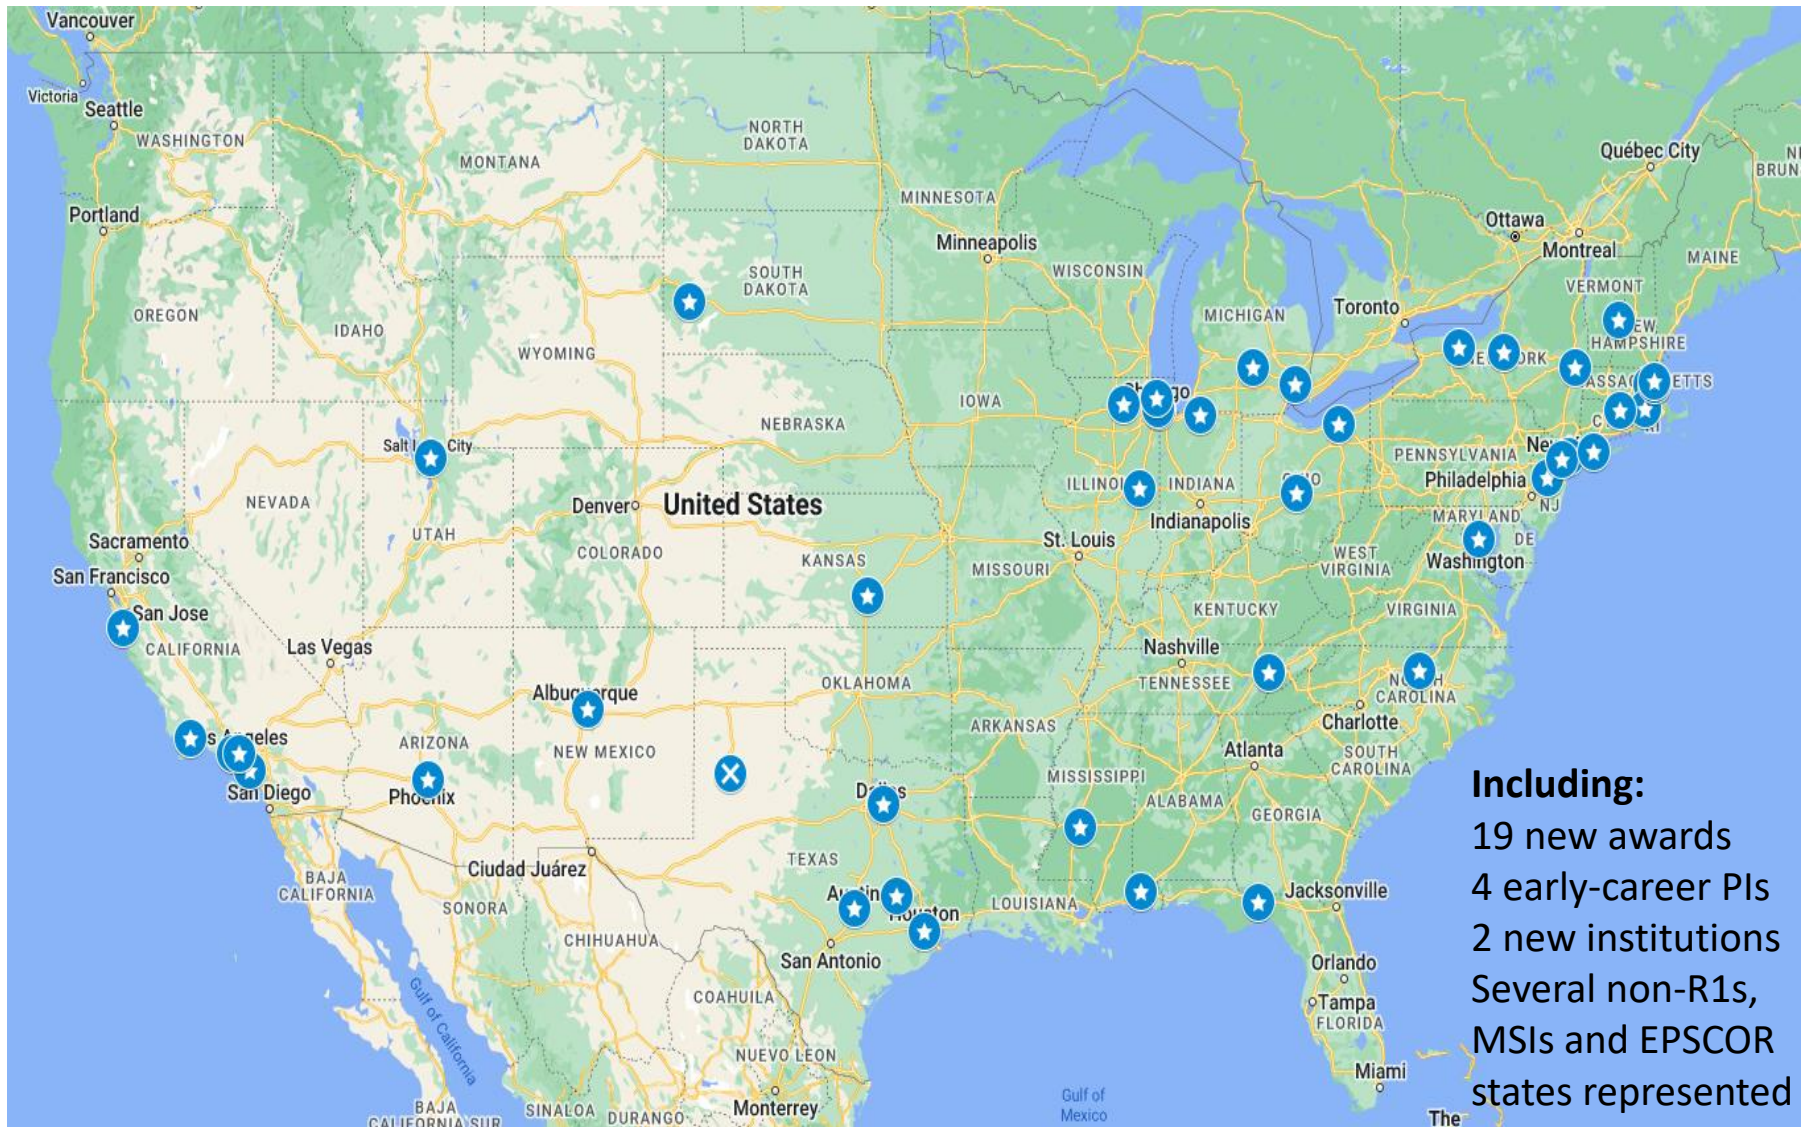 Vancouver
Victoria
Seattle
WASHINGTON
MONTANA
NORTH
DAKOTA
MINNESOTA
Québec City
BRUN
Portland
Minneapolis
Ottawa
Montreal
MAINE
SOUTH
DAKOTA
WISCONSIN
VERMONT
OREGON
IDAHO
WYOMING
MICHIGAN
Toronto
HAMPSHIRE
IOWA
NEBRASKA
PENNSYLVANIA
Philadelphia
NJ
NEVADA
Denver
United States
INDIANA
Indianapolis
MARYLAND
DE
Washington
Sacramento
UTAH
COLORADO
KANSAS
MISSOURI
St. Louis
WEST
VIRGINIA
San Francisco
San Jose
CALIFORNIA
Las Vegas
KENTUCKY
VIRGINIA
Nashville
TENNESSEE
OKLAHOMA
CAROLINA
Charlotte
ARIZONA
NEW MEXICO
ARKANSAS
Atlanta
SOUTH
CAROLINA
MISSISSIPPI
ALABAMA
GEORGIA
San Diego
Ciudad Juárez
TEXAS
BAJA
CALIFORNIA
SONORA
CHIHUAHUA
LOUISIANA
Jacksonville
San Antonio
Orlando
Tampa
FLORIDA
COAHUILA
Gulf of California
NUEVO LEON
Monterrey
Miami
BAJA
CALIFORNIA SUR
SINALOA
DURANGO
Gulf of
Mexico
The
Including:
19 new awards
4 early-career PIs
2 new institutions
Several non-R1s,
MSIs and EPSCOR
states represented